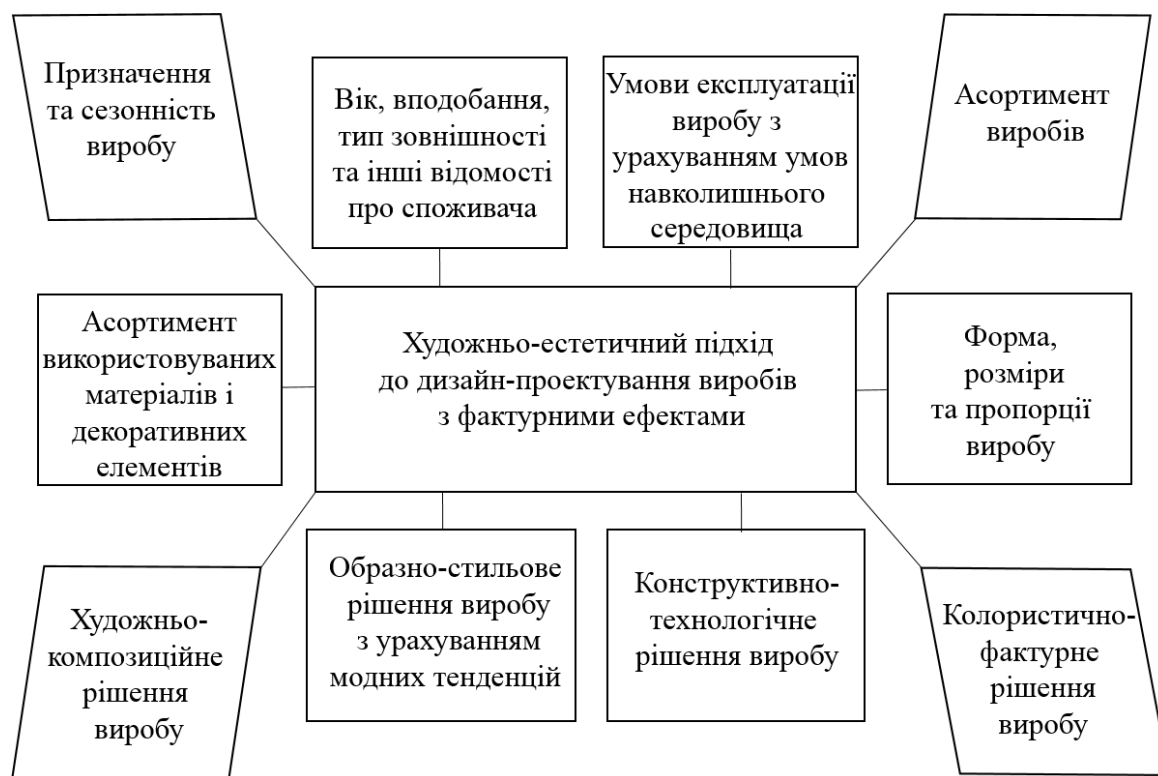 Призначення
та сезонність
виробу
Вік, вподобання,
тип зовнішності
та інші відомості
про споживача
Умови експлуатації
виробу з
урахуванням умов
навколишнього
середовища
Асортимент
виробів
Асортимент
використовуваних
матеріалів і
декоративних
елементів
Художньо-естетичний підхід
до дизайн-проектування виробів
з фактурними ефектами
Форма,
розміри
та пропорції
виробу
Художньо-
композиційне
рішення
виробу
Образно-стильове
рішення виробу
з урахуванням
модних тенденцій
Конструктивно-
технологічне
рішення виробу
Колористично-
фактурне
рішення
виробу